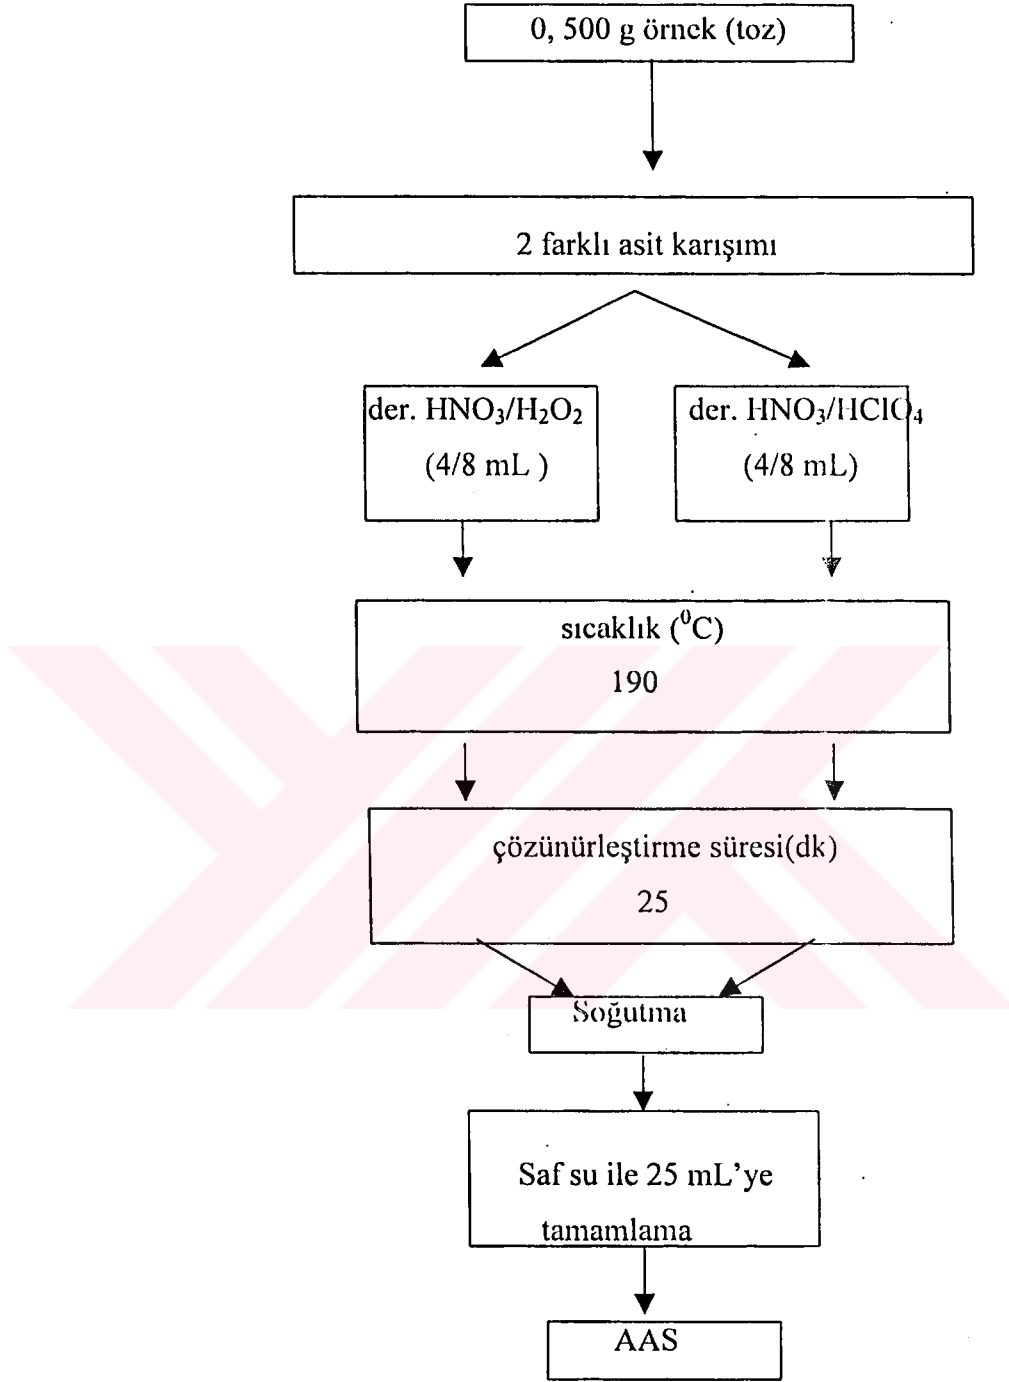 0, 500 g örnek (toz)
2 farklı asit karışımı
der. HNO₃/H₂O₂
(4/8 mL )
der. HNO₃/HClO₄
(4/8 mL)
sıcaklık (⁰C)
190
çözünürleştirme süresi(dk)
25
Soğutma
Saf su ile 25 mL’ye
tamamlama
AAS